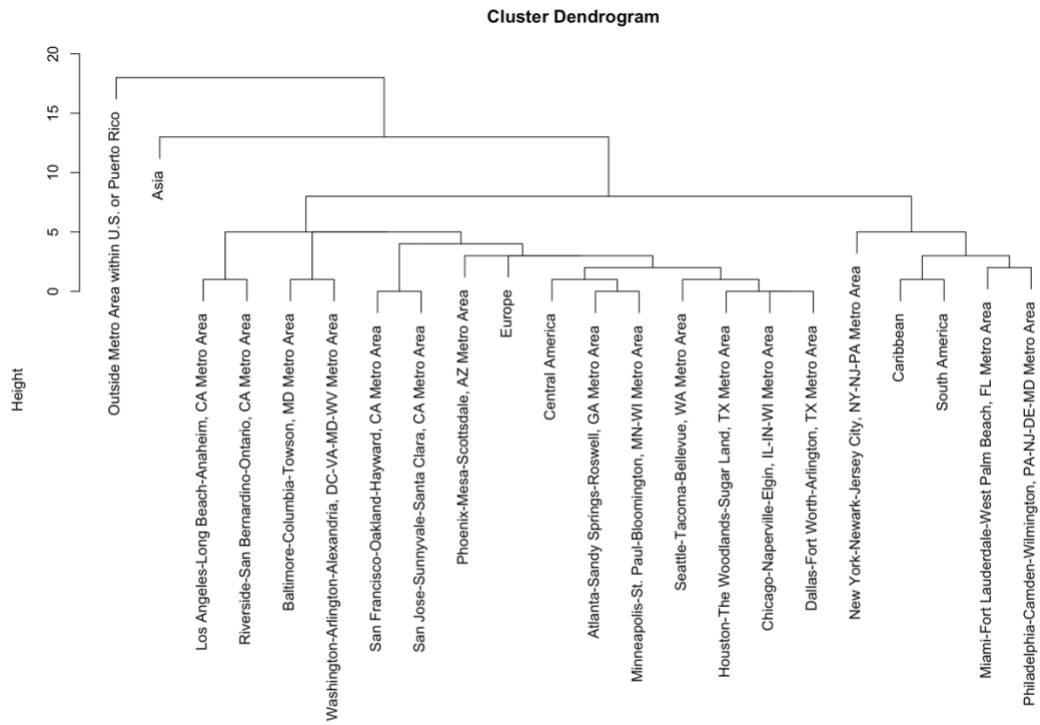 Cluster Dendrogram
Height
20
15
10
5
0
Outside Metro Area within U.S. or Puerto Rico
Asia
Los Angeles-Long Beach-Anaheim, CA Metro Area
Riverside-San Bernardino-Ontario, CA Metro Area
Baltimore-Columbia-Towson, MD Metro Area
Washington-Arlington-Alexandria, DC-VA-MD-WV Metro Area
San Francisco-Oakland-Hayward, CA Metro Area
San Jose-Sunnyvale-Santa Clara, CA Metro Area
Phoenix-Mesa-Scottsdale, AZ Metro Area
Europe
Central America
Atlanta-Sandy Springs-Roswell, GA Metro Area
Minneapolis-St. Paul-Bloomington, MN-WI Metro Area
Seattle-Tacoma-Bellevue, WA Metro Area
Houston-The Woodlands-Sugar Land, TX Metro Area
Chicago-Naperville-Elgin, IL-IN-WI Metro Area
Dallas-Fort Worth-Arlington, TX Metro Area
New York-Newark-Jersey City, NY-NJ-PA Metro Area
Caribbean
South America
Miami-Fort Lauderdale-West Palm Beach, FL Metro Area
Philadelphia-Camden-Wilmington, PA-NJ-DE-MD Metro Area